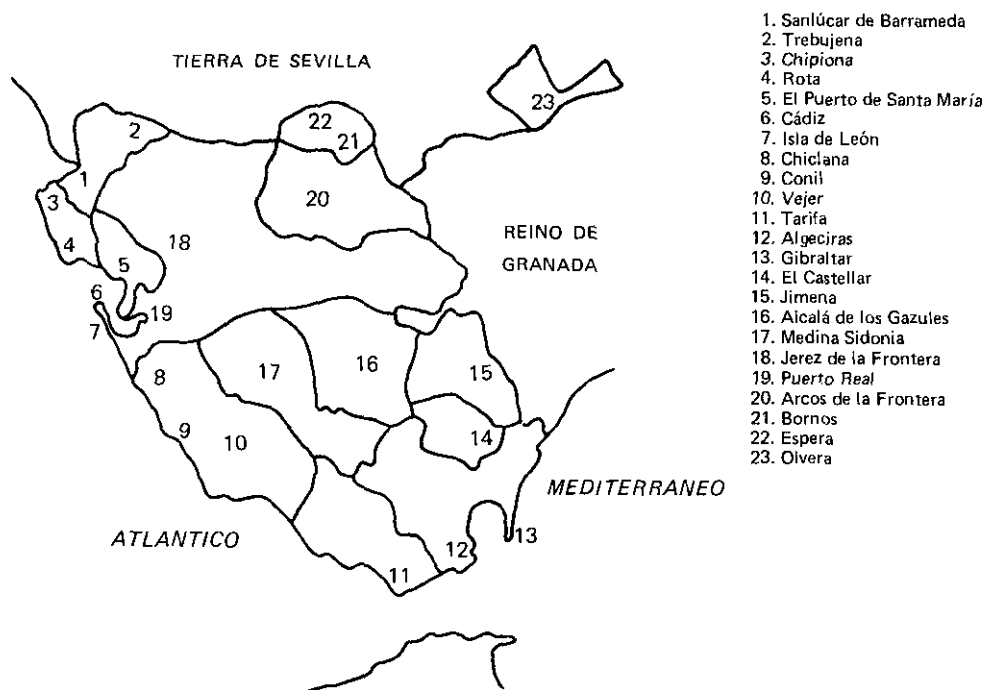 TIERRA DE SEVILLA
23
22
2
21
1
20
3
18
REINO DE
GRANADA
4
5
6
19
7
16
8
17
15
9
10
14
MEDITERRANEO
ATLANTICO
13
12
11
1. Sanlúcar de Barrameda
2. Trebujena
3. Chipiona
4. Rota
5. El Puerto de Santa María
6. Cádiz
7. Isla de León
8. Chiclana
9. Conil
10. Vejer
11. Tarifa
12. Algeciras
13. Gibraltar
14. El Castellar
15. Jimena
16. Alcalá de los Gazules
17. Medina Sidonia
18. Jerez de la Frontera
19. Puerto Real
20. Arcos de la Frontera
21. Bornos
22. Espera
23. Olvera